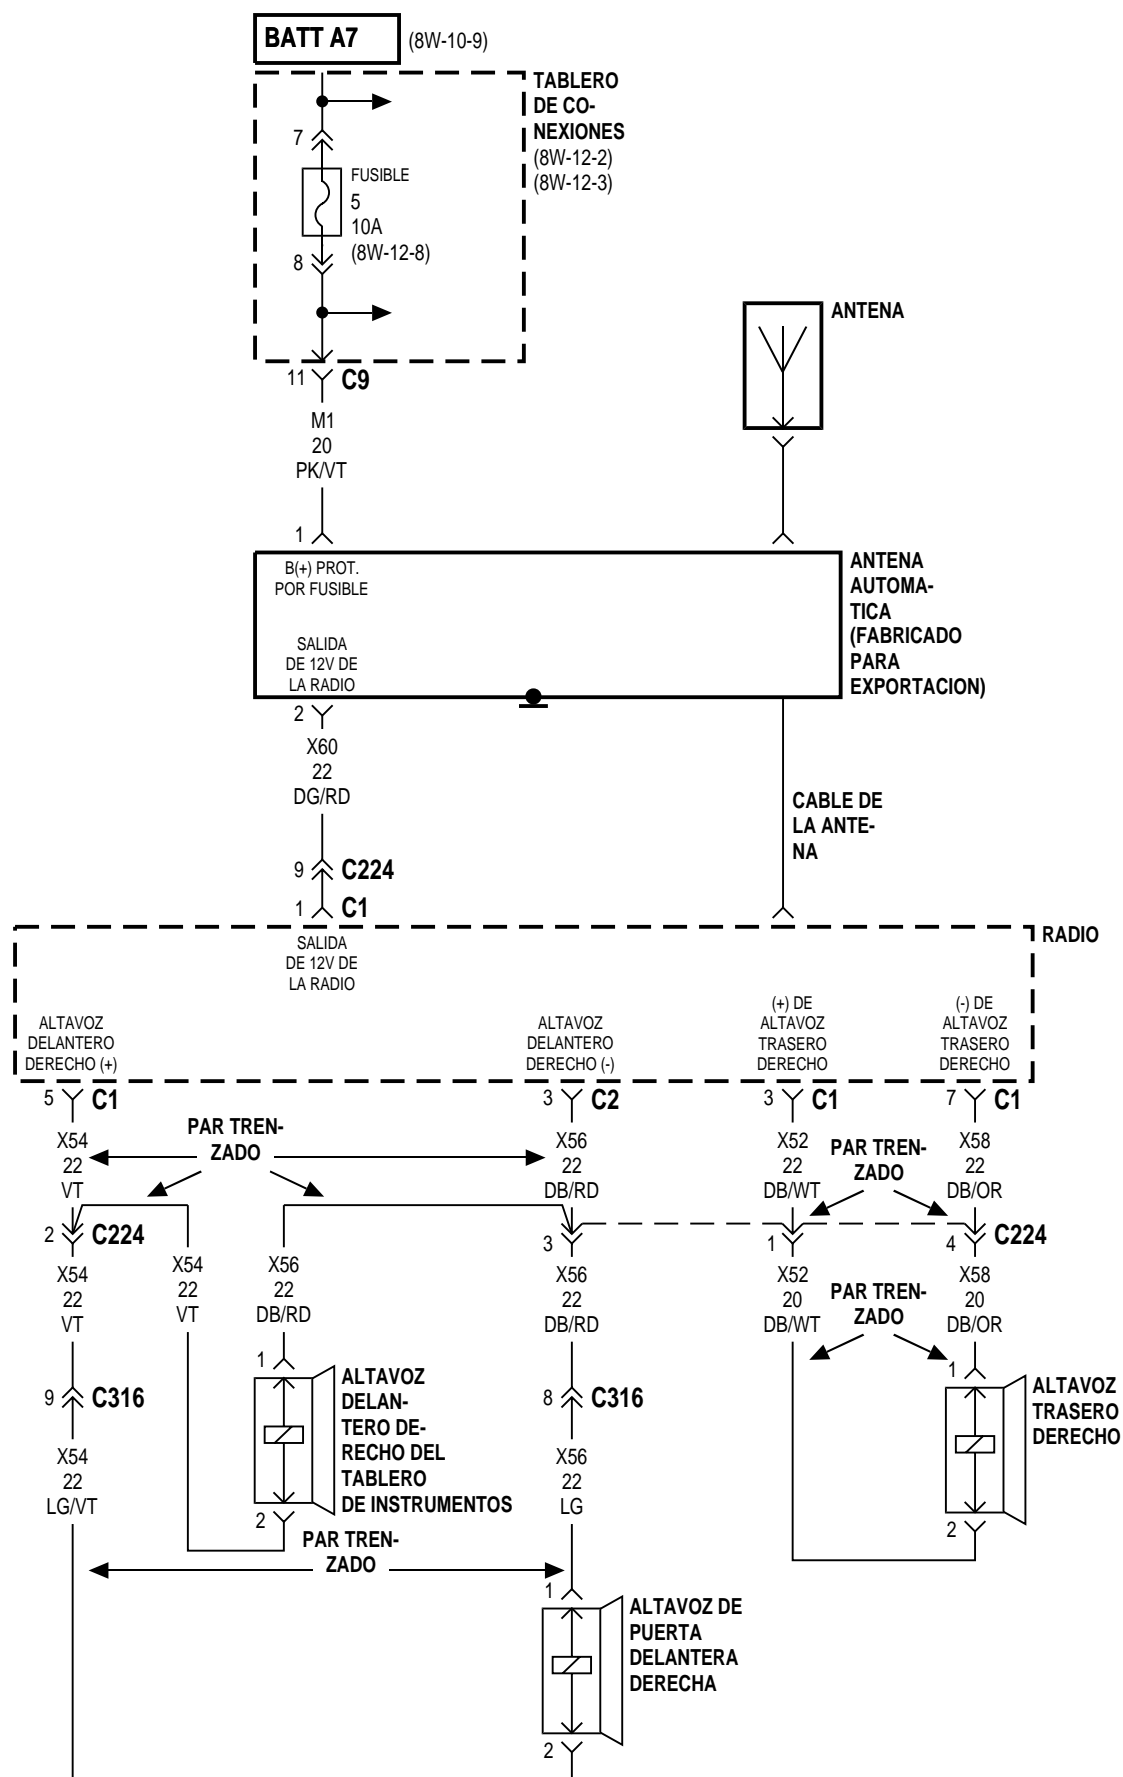 BATT A7
(8W-10-9)
TABLERO
DE CO-
NEXIONES
(8W-12-2)
(8W-12-3)
7
FUSIBLE
5
10A
(8W-12-8)
8
11
C9
M1
20
PK/VT
1
ANTENA
B(+) PROT.
POR FUSIBLE
SALIDA
DE 12V DE
LA RADIO
ANTENA
AUTOMA-
TICA
(FABRICADO
PARA
EXPORTACION)
2
X60
22
DG/RD
CABLE DE
LA ANTE-
NA
9
C224
1
C1
RADIO
SALIDA
DE 12V DE
LA RADIO
ALTAVOZ
DELANTERO
DERECHO (+)
ALTAVOZ
DELANTERO
DERECHO (-)
(+) DE
ALTAVOZ
TRASERO
DERECHO
(-) DE
ALTAVOZ
TRASERO
DERECHO
5
C1
3
C2
3
C1
7
C1
X54
22
VT
PAR TREN-
ZADO
X56
22
DB/RD
X52
22
DB/WT
PAR TREN-
ZADO
X58
22
DB/OR
2
C224
3
1
4
C224
X54
22
VT
X54
22
VT
X56
22
DB/RD
X56
22
DB/RD
X52
20
DB/WT
PAR TREN-
ZADO
X58
20
DB/OR
9
C316
1
ALTAVOZ
DELAN-
TERO DE-
RECHO DEL
TABLERO
DE INSTRUMENTOS
2
8
C316
1
ALTAVOZ
TRASERO
DERECHO
2
X54
22
LG/VT
X56
22
LG
PAR TREN-
ZADO
1
ALTAVOZ DE
PUERTA
DELANTERA
DERECHA
2